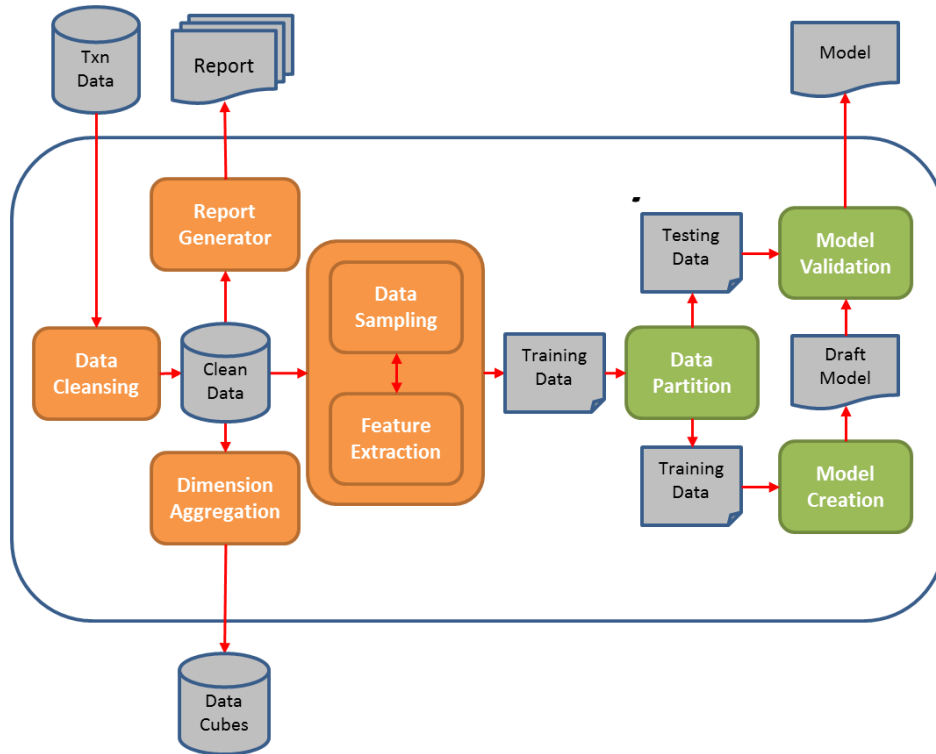 Txn
Data
Report
Model
Report
Generator
Testing
Data
Model
Validation
Data
Sampling
Data
Cleansing
Clean
Data
Training
Data
Data
Partition
Draft
Model
Feature
Extraction
Dimension
Aggregation
Training
Data
Model
Creation
Data
Cubes